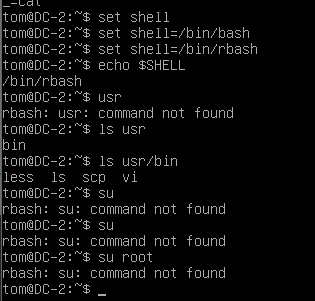 _-cat
tom@DC-2:~$ set shell
tom@DC-2:~$ set shell=/bin/bash
tom@DC-2:~$ set shell=/bin/rbash
tom@DC-2:~$ echo $SHELL
/bin/rbash
tom@DC-2:~$ usr
rbash: usr: command not found
tom@DC-2:~$ ls usr
bin
tom@DC-2:~$ ls usr/bin
less  ls  scp  vi
tom@DC-2:~$ su
rbash: su: command not found
tom@DC-2:~$ su
rbash: su: command not found
tom@DC-2:~$ su root
rbash: su: command not found
tom@DC-2:~$ _